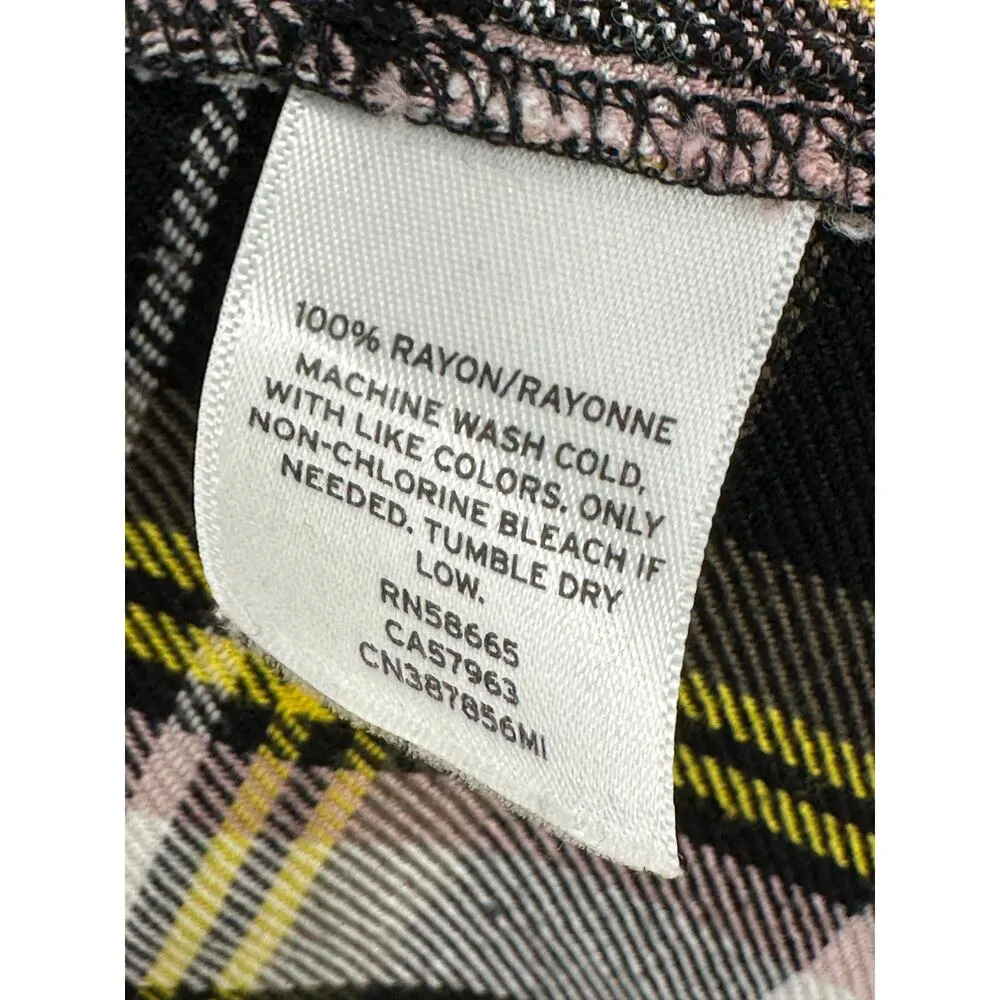 100% RAYON/RAYONNE
MACHINE WASH COLD,
WITH LIKE COLORS. ONLY
NON-CHLORINE BLEACH IF
NEEDED. TUMBLE DRY
LOW.
RN58665
CA57963
CN387856MI